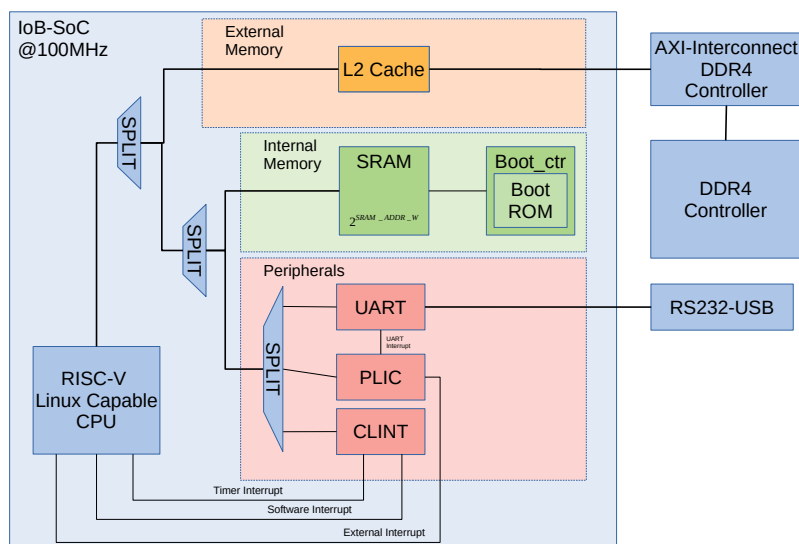 IoB-SoC
@100MHz
External
Memory
L2 Cache
AXI-Interconnect
DDR4
Controller
SPLIT
Internal
Memory
SRAM
2^SRAM_ADDR_W
Boot_ctr
Boot
ROM
DDR4
Controller
SPLIT
Peripherals
UART
RS232-USB
UART
Interrupt
SPLIT
PLIC
RISC-V
Linux Capable
CPU
CLINT
Timer Interrupt
Software Interrupt
External Interrupt